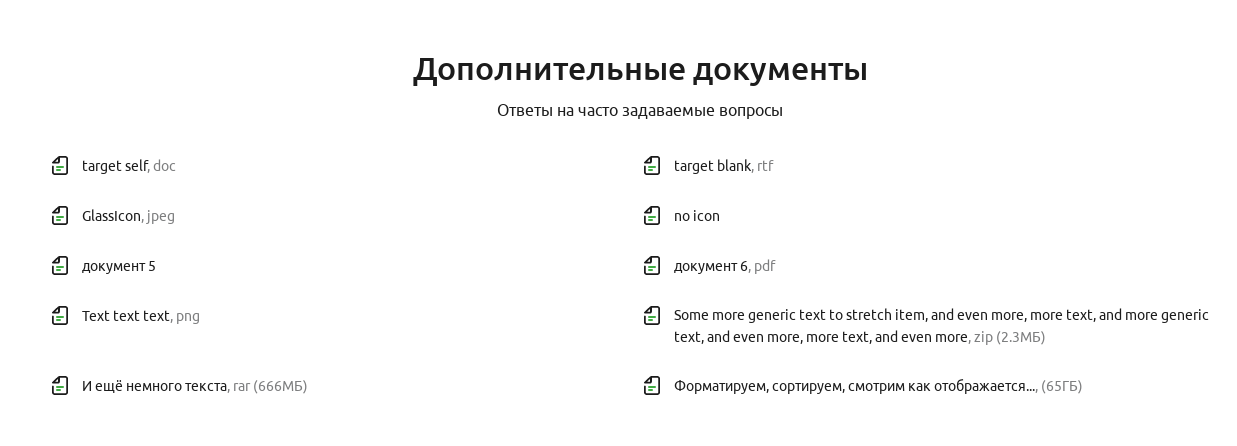 Дополнительные документы
Ответы на часто задаваемые вопросы
target self, doc
target blank, rtf
GlassIcon, jpeg
no icon
документ 5
документ 6, pdf
Text text text, png
Some more generic text to stretch item, and even more, more text, and more generic
text, and even more, more text, and even more, zip (2.3МБ)
И ещё немного текста, rar (666МБ)
Форматируем, сортируем, смотрим как отображается..., (65ГБ)